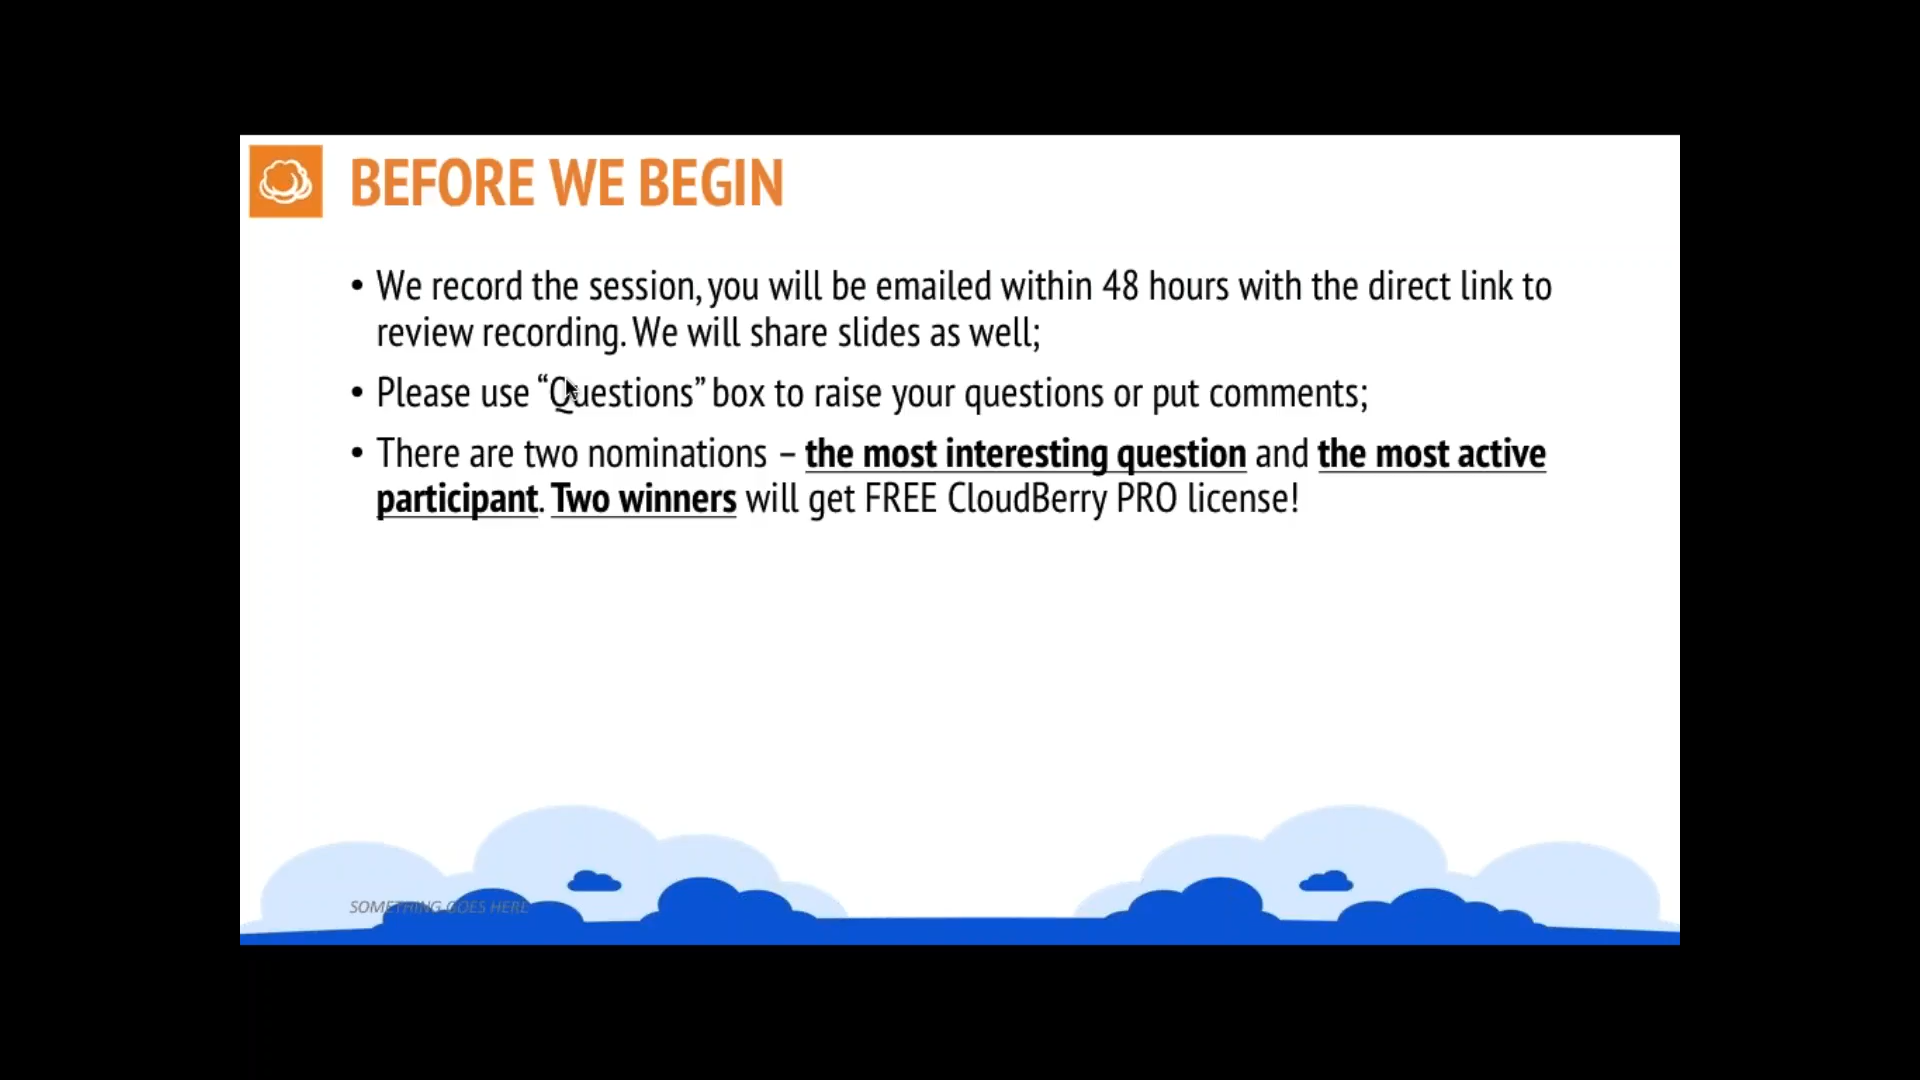 BEFORE WE BEGIN
• We record the session, you will be emailed within 48 hours with the direct link to
review recording. We will share slides as well;
• Please use “Questions” box to raise your questions or put comments;
• There are two nominations – the most interesting question and the most active
participant. Two winners will get FREE CloudBerry PRO license!
SOMETHING GOES HERE